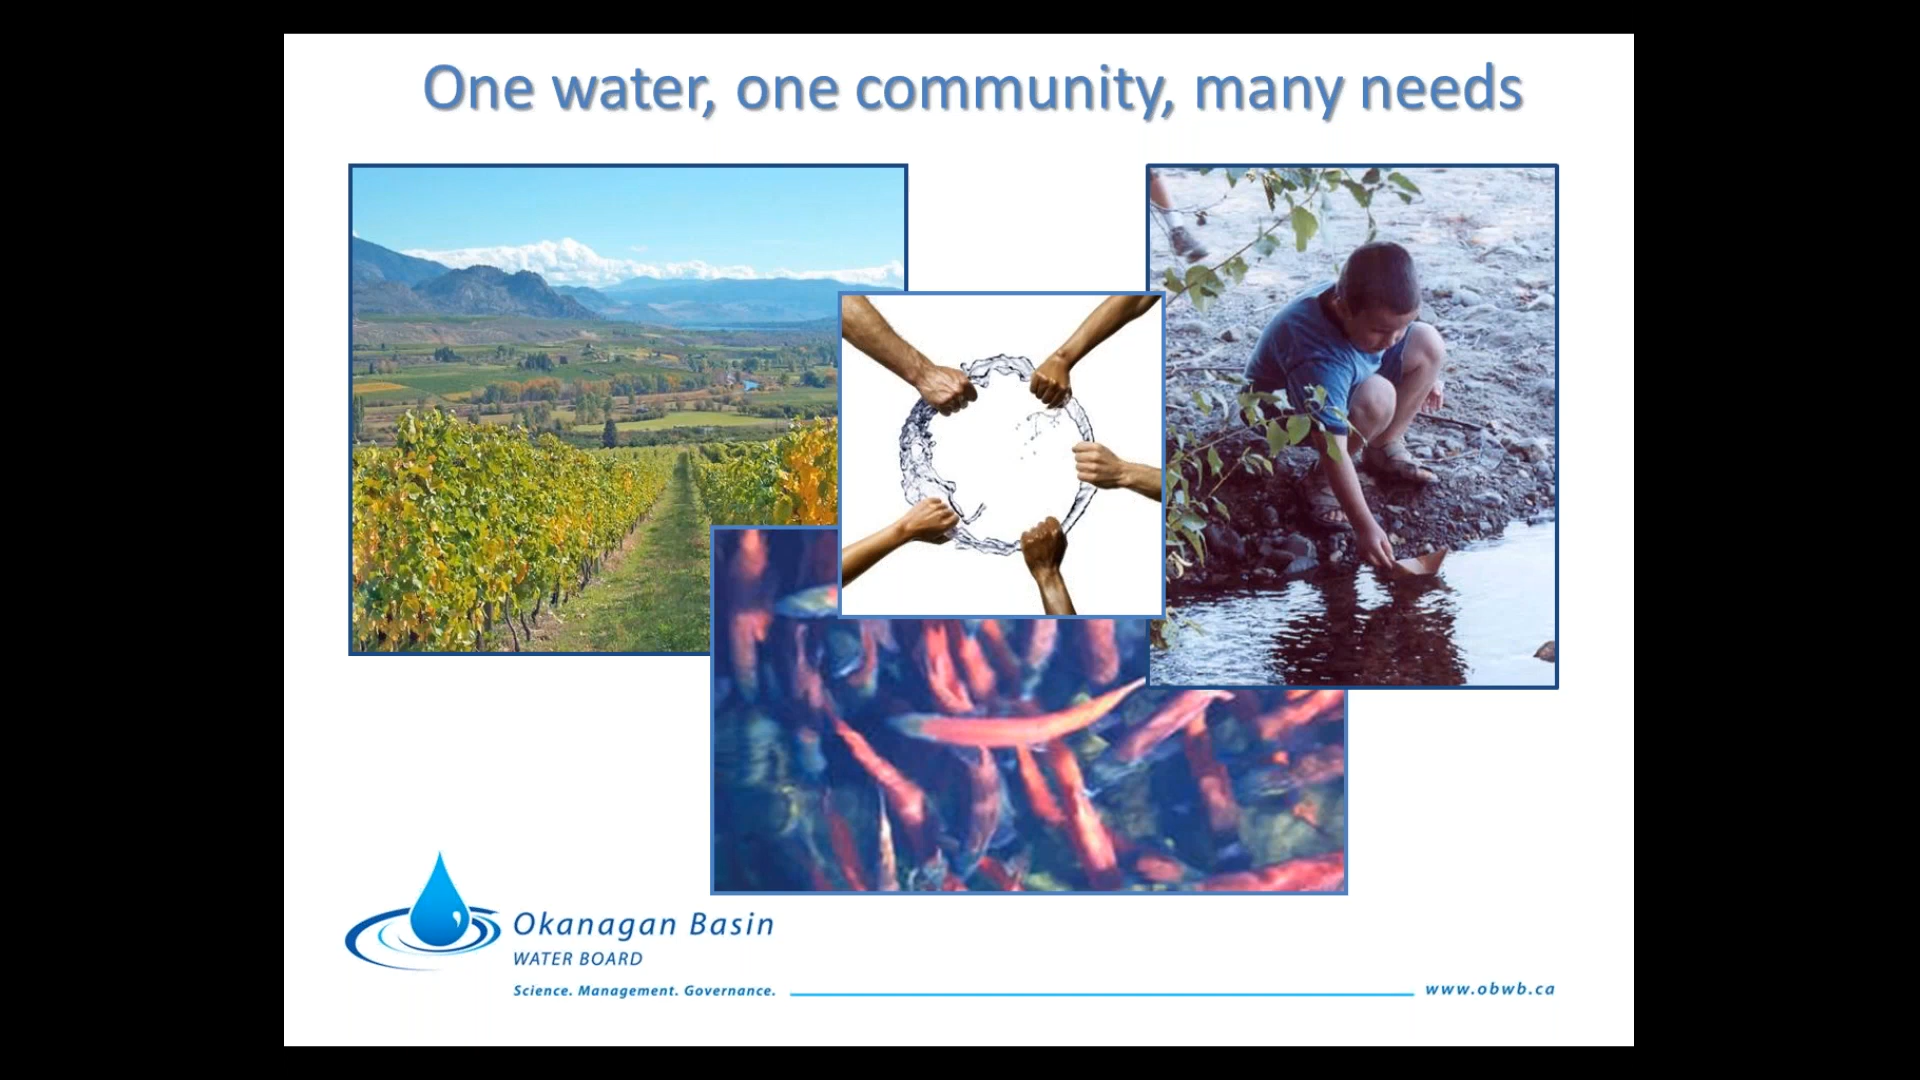 One water, one community, many needs
Okanagan Basin
WATER BOARD
Science. Management. Governance.
www.obwb.ca